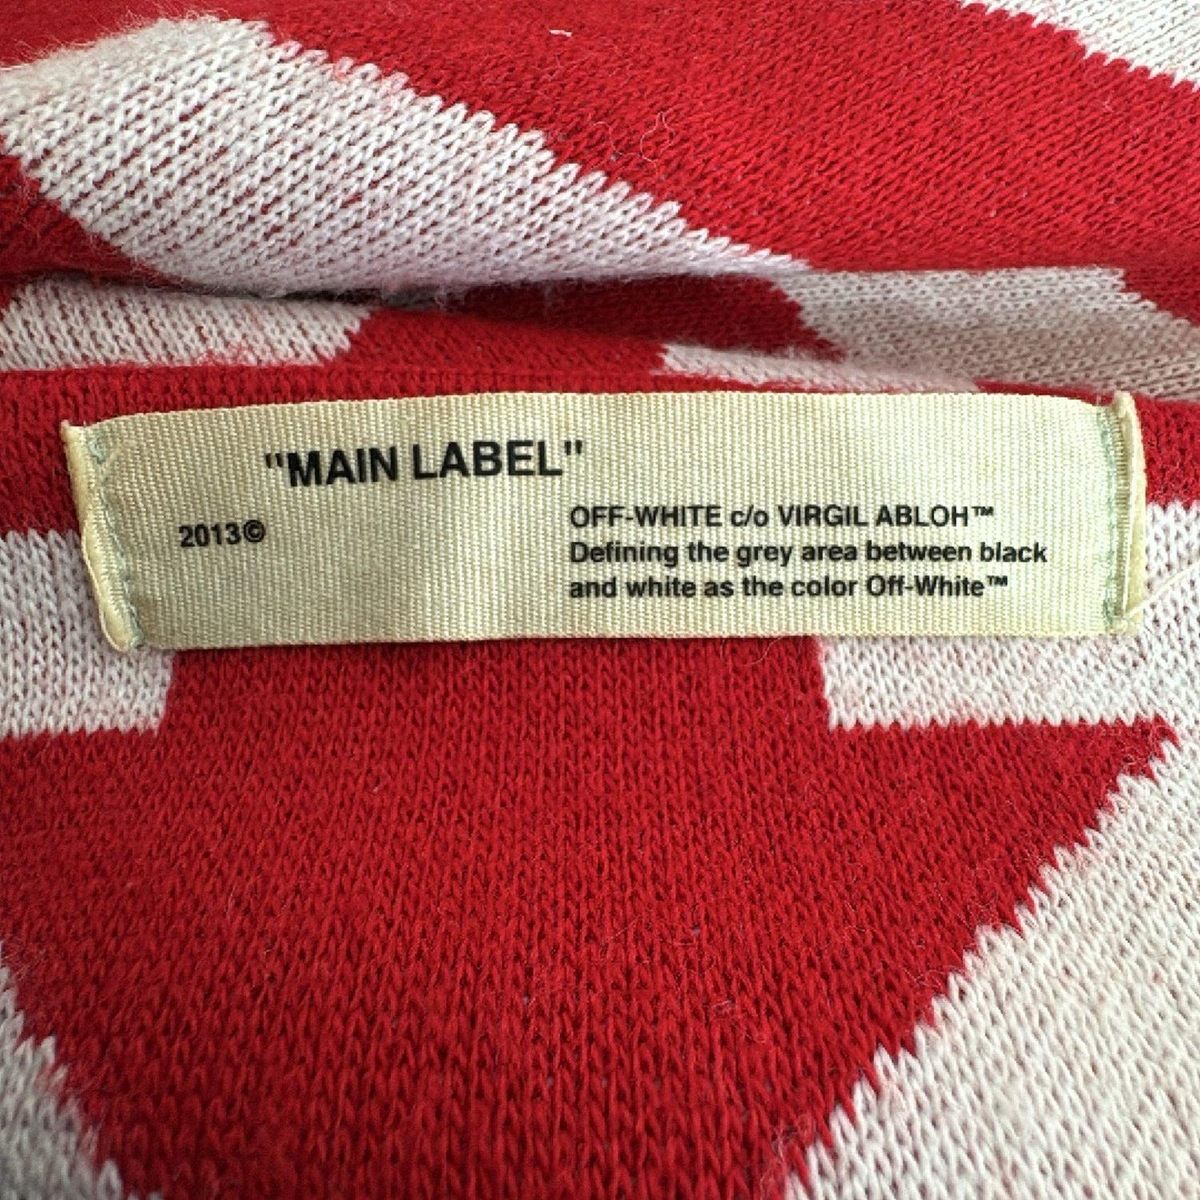 "MAIN LABEL"
2013©
OFF-WHITE c/o VIRGIL ABLOH™
Defining the grey area between black
and white as the color Off-White™